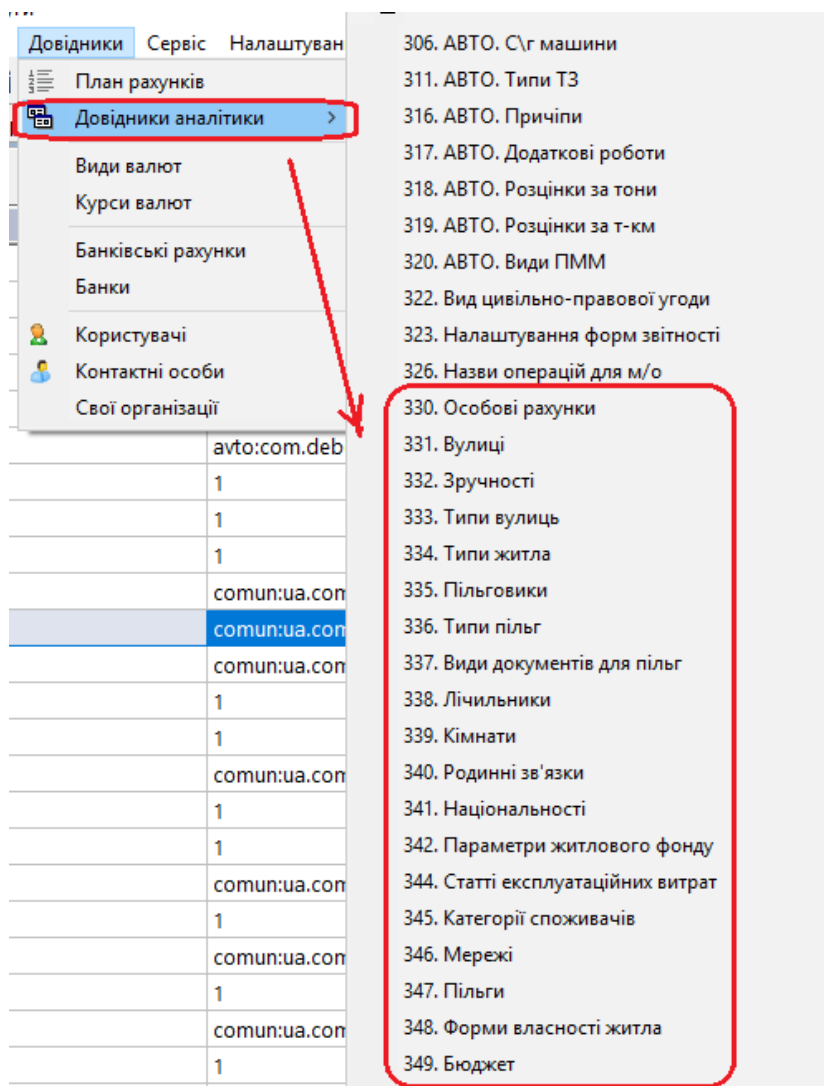 Довідники Сервіс Налаштуван
План рахунків
Довідники аналітики
Види валют
Курси валют
Банківські рахунки
Банки
Користувачі
Контактні особи
Свої організації
avto:com.deb
1
1
1
comun:ua.com
comun:ua.com
comun:ua.com
1
1
comun:ua.com
1
1
comun:ua.com
1
comun:ua.com
1
comun:ua.com
1
306. АВТО. С\г машини
311. АВТО. Типи ТЗ
316. АВТО. Причіпи
317. АВТО. Додаткові роботи
318. АВТО. Розцінки за тони
319. АВТО. Розцінки за т-км
320. АВТО. Види ПММ
322. Вид цивільно-правової угоди
323. Налаштування форм звітності
326. Назви операцій для м/о
330. Особові рахунки
331. Вулиці
332. Зручності
333. Типи вулиць
334. Типи житла
335. Пільговики
336. Типи пільг
337. Види документів для пільг
338. Лічильники
339. Кімнати
340. Родинні зв'язки
341. Національності
342. Параметри житлового фонду
344. Статті експлуатаційних витрат
345. Категорії споживачів
346. Мережі
347. Пільги
348. Форми власності житла
349. Бюджет